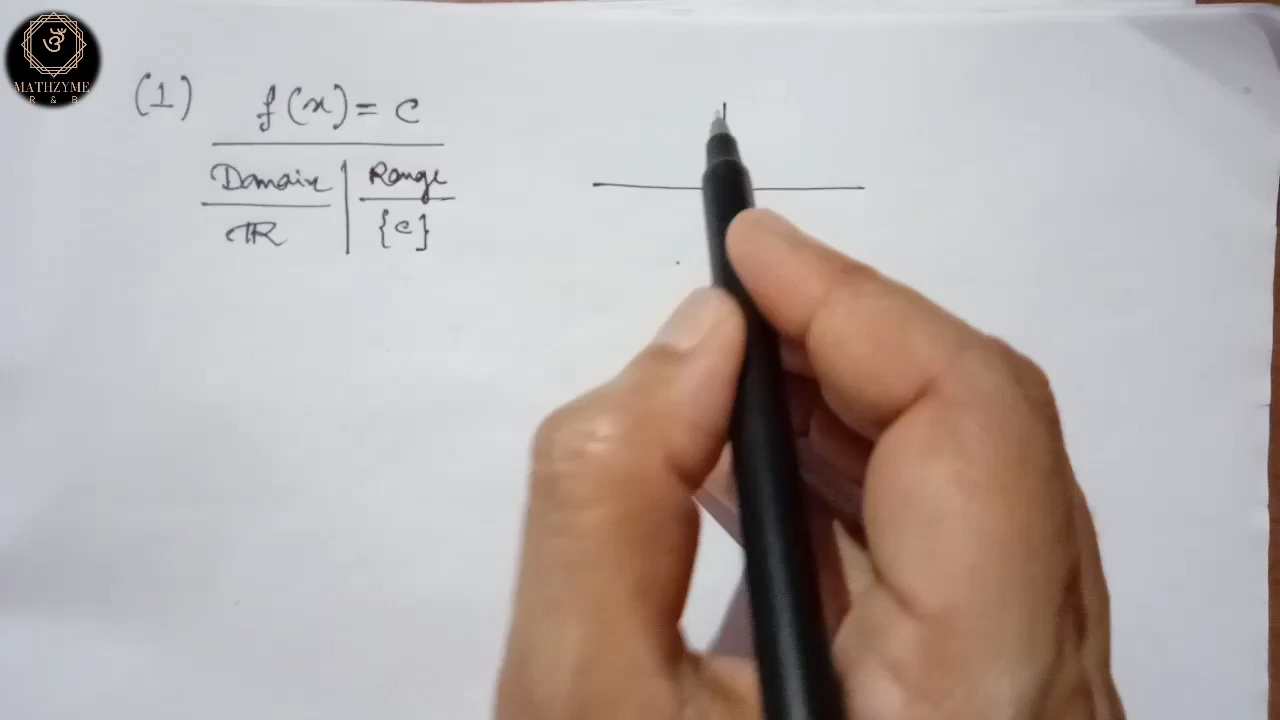 ॐ
MATHZYME
R & B
(1) f(x) = c
Domain | Range
ℝ | {c}